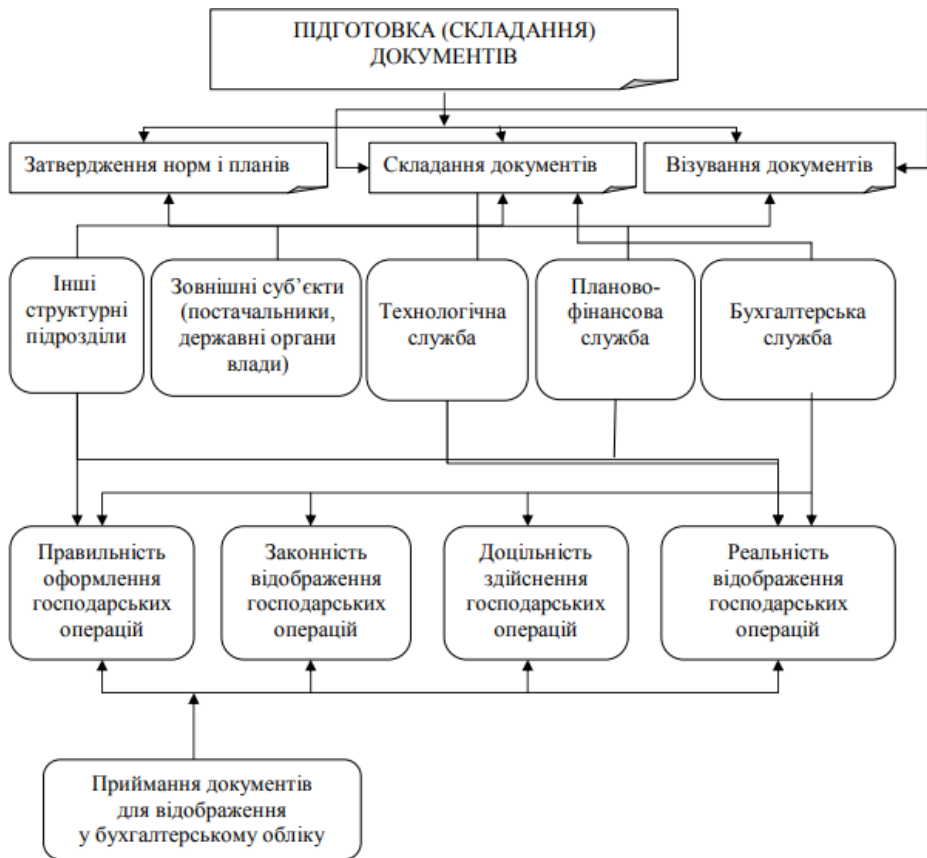 ПІДГОТОВКА (СКЛАДАННЯ)
ДОКУМЕНТІВ
Затвердження норм і планів
Складання документів
Візування документів
Інші
структурні
підрозділи
Зовнішні суб’єкти
(постачальники,
державні органи
влади)
Технологічна
служба
Планово-
фінансова
служба
Бухгалтерська
служба
Правильність
оформлення
господарських
операцій
Законність
відображення
господарських
операцій
Доцільність
здійснення
господарських
операцій
Реальність
відображення
господарських
операцій
Приймання документів
для відображення
у бухгалтерському обліку